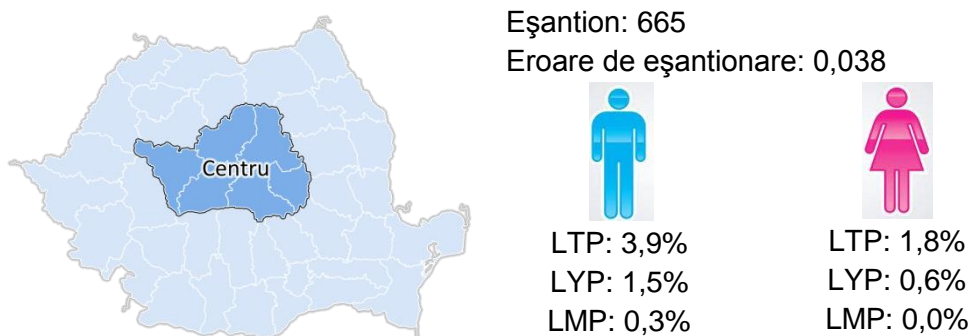 Eşantion: 665
Eroare de eşantionare: 0,038
Centru
LTP: 3,9%
LYP: 1,5%
LMP: 0,3%
LTP: 1,8%
LYP: 0,6%
LMP: 0,0%